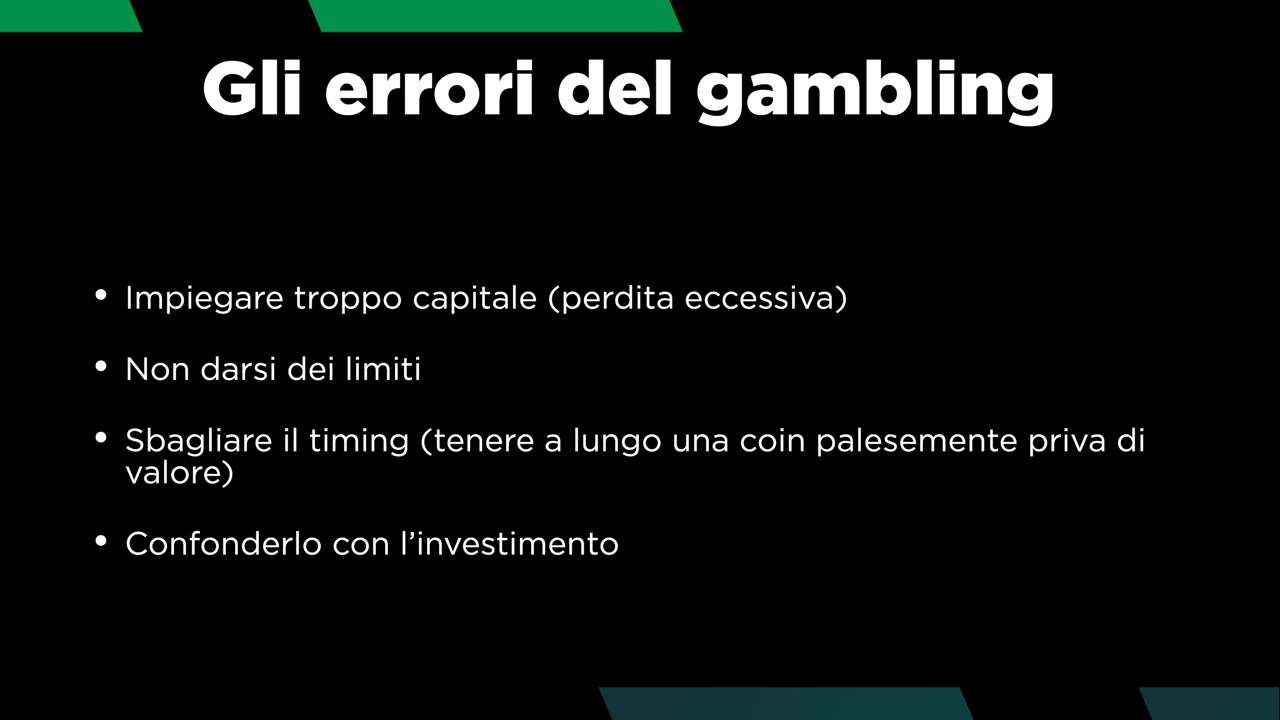 Gli errori del gambling
• Impiegare troppo capitale (perdita eccessiva)
• Non darsi dei limiti
• Sbagliare il timing (tenere a lungo una coin palesemente priva di
valore)
• Confonderlo con l’investimento